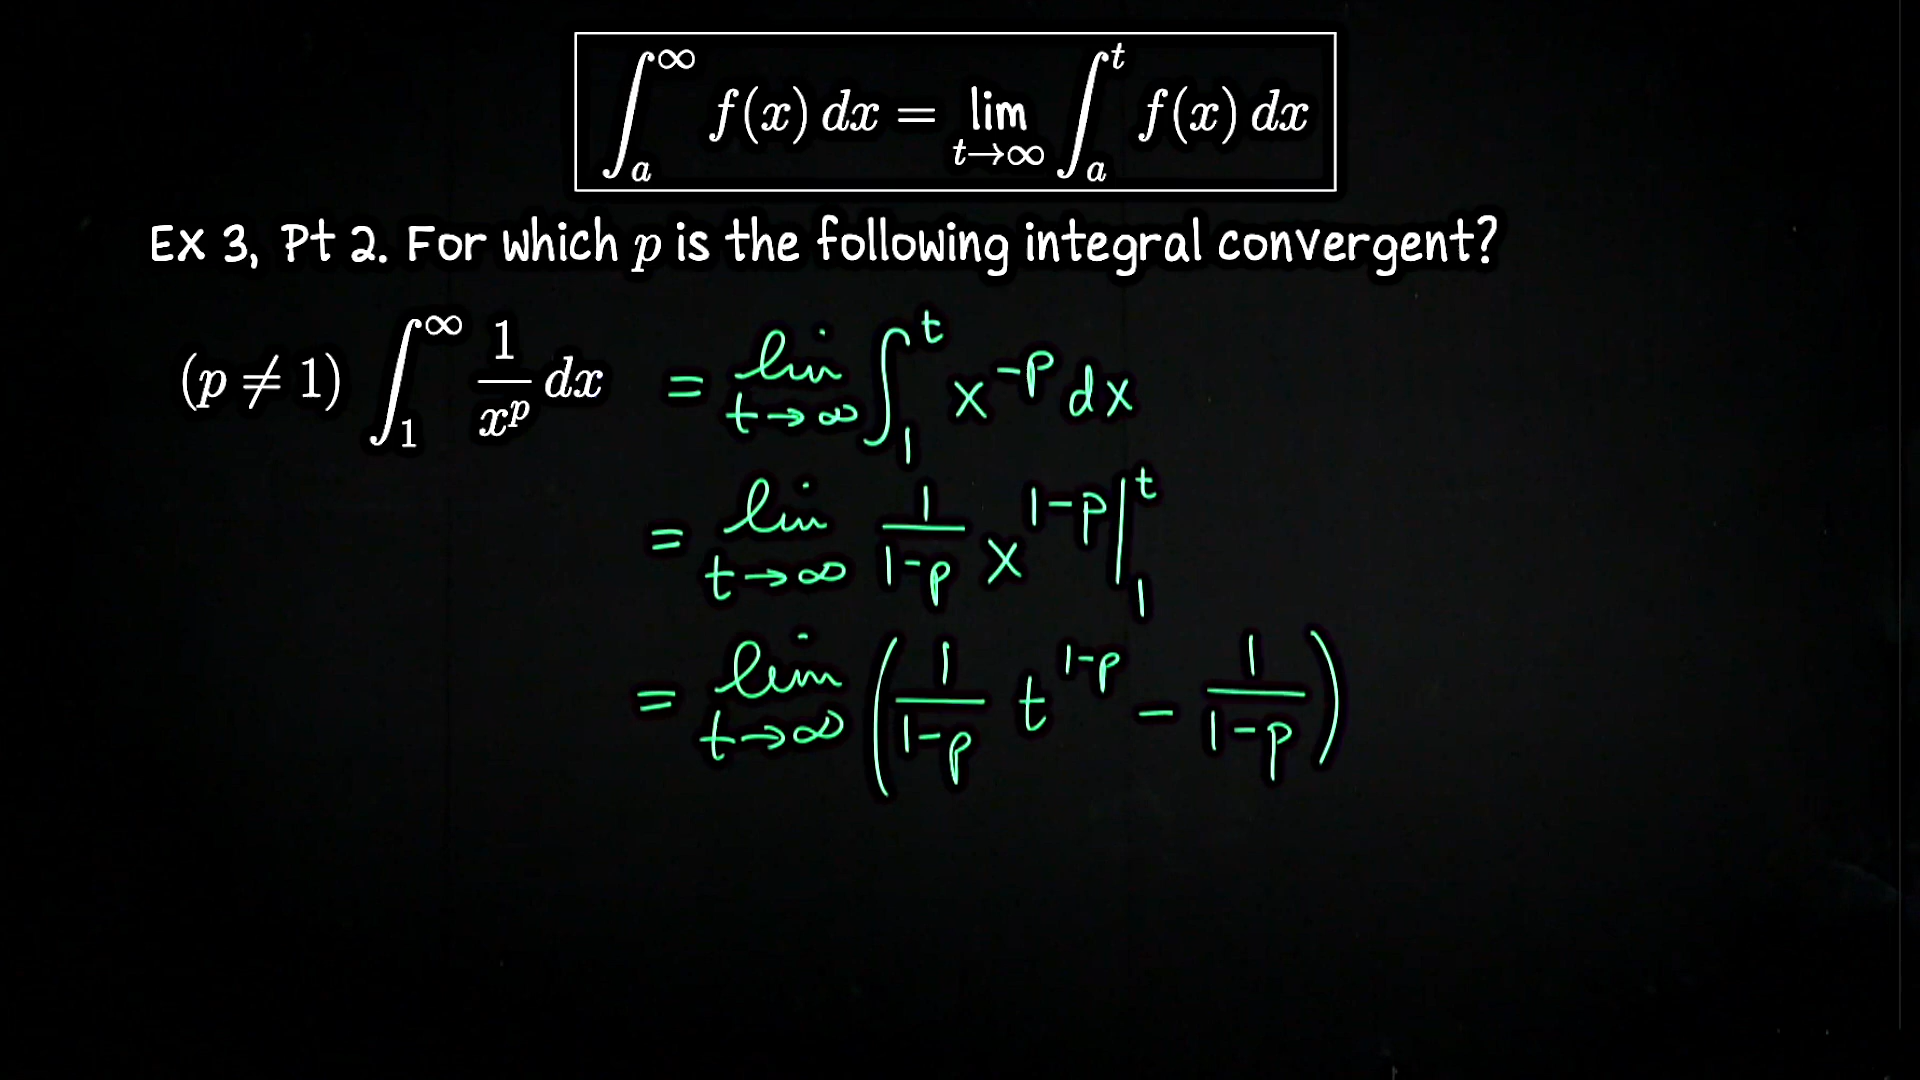 ∫_a^∞ f(x) dx = lim_{t→∞} ∫_a^t f(x) dx
Ex 3, Pt 2. For which p is the following integral convergent?
(p ≠ 1) ∫_1^∞ 1/x^p dx = lim_{t→∞} ∫_1^t x^{-p} dx
= lim_{t→∞} 1/(1-p) x^{1-p} |_1^t
= lim_{t→∞} (1/(1-p) t^{1-p} - 1/(1-p))